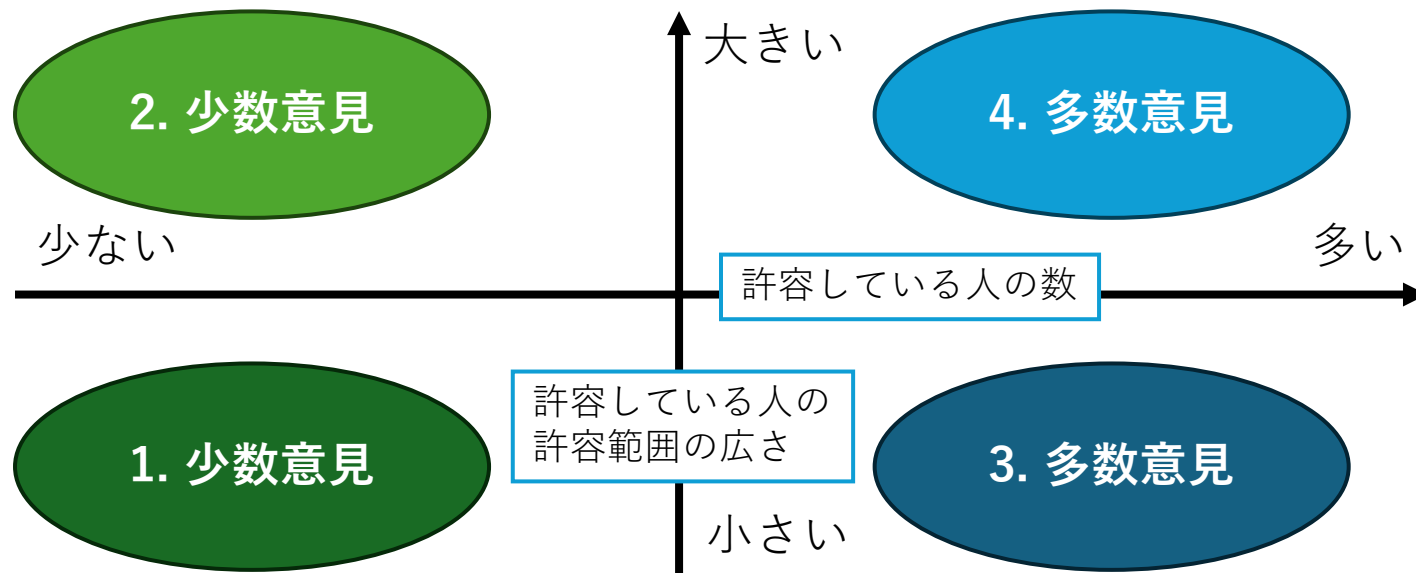 大きい
2. 少数意見
4. 多数意見
少ない
多い
許容している人の数
許容している人の
許容範囲の広さ
1. 少数意見
3. 多数意見
小さい